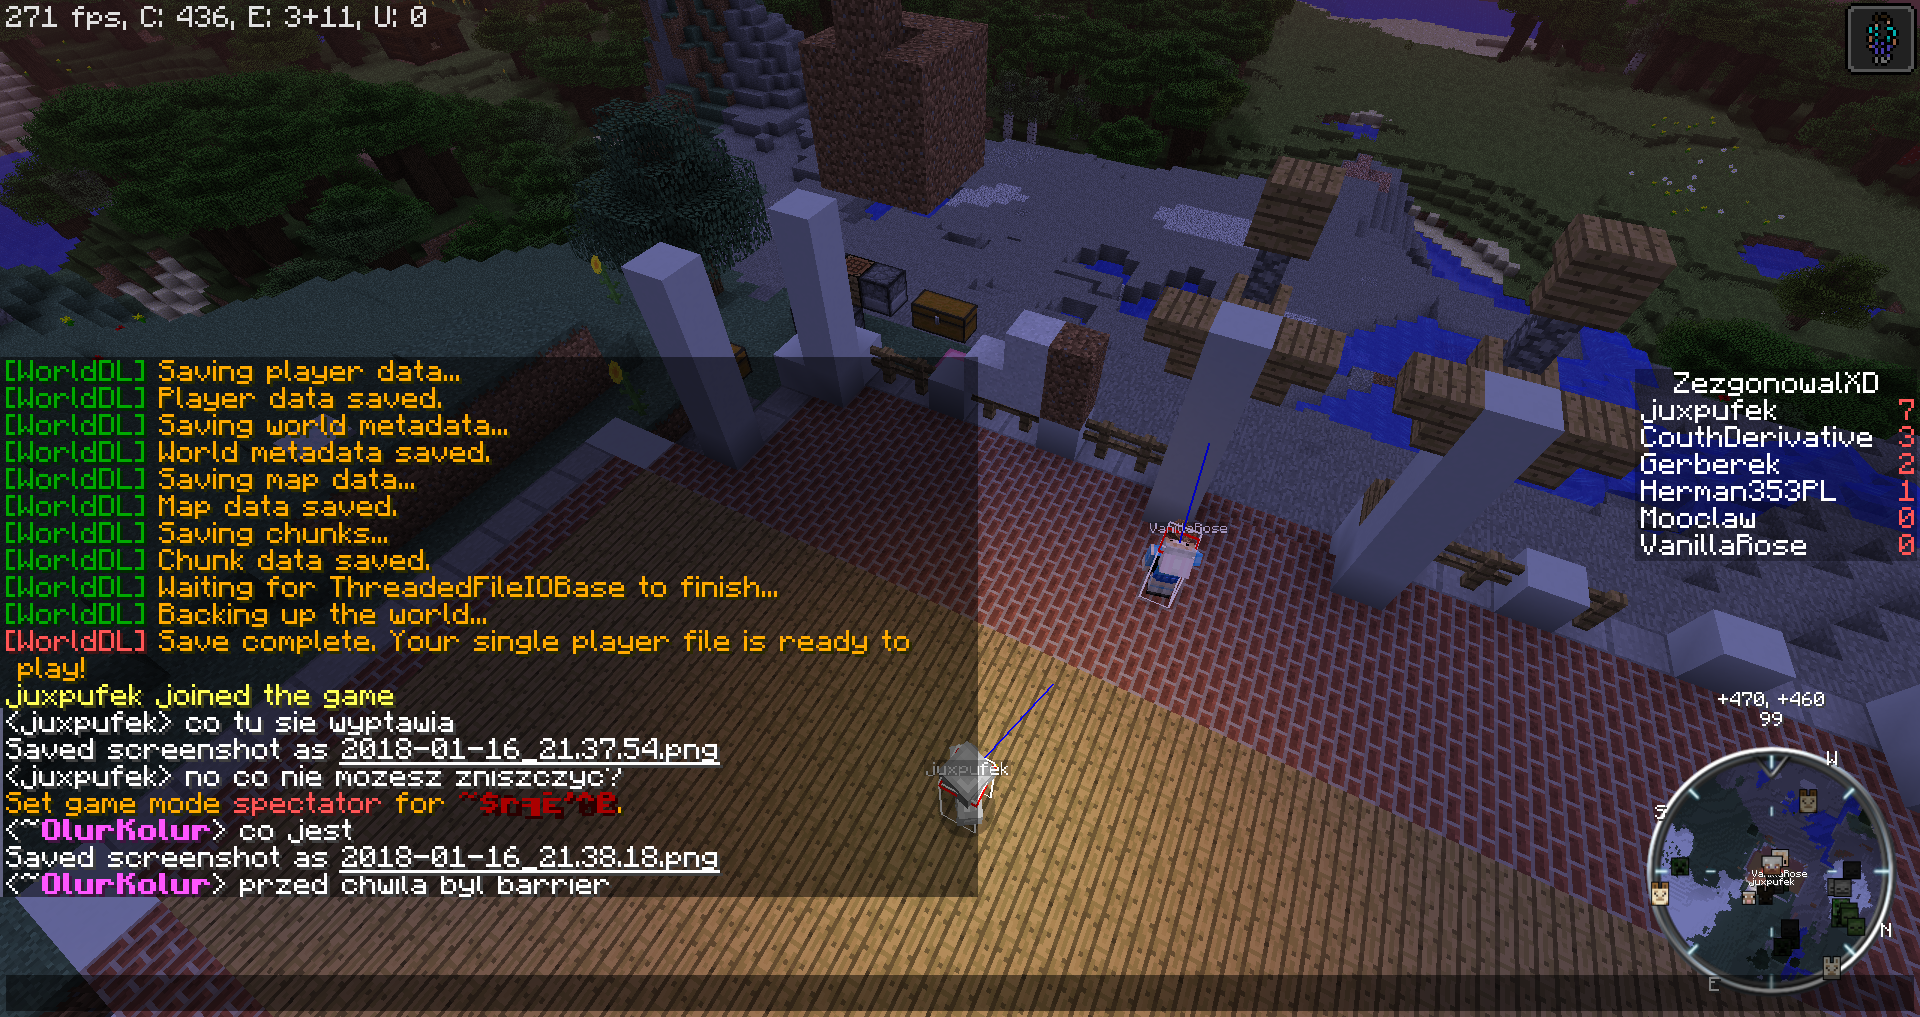 271 fps, C: 436, E: 3+11, U: 0
[WorldDL] Saving player data...
[WorldDL] Player data saved.
[WorldDL] Saving world metadata...
[WorldDL] World metadata saved.
[WorldDL] Saving map data...
[WorldDL] Map data saved.
[WorldDL] Saving chunks...
[WorldDL] Chunk data saved.
[WorldDL] Waiting for ThreadedFileIOBase to finish...
[WorldDL] Backing up the world...
[WorldDL] Save complete. Your single player file is ready to
play!
juxpufek joined the game
<juxpufek> co tu sie wyptawia
Saved screenshot as 2018-01-16_21.37.54.png
<juxpufek> no co nie mozesz zniszczyc?
Set game mode spectator for
<~OlurKolur> co jest
Saved screenshot as 2018-01-16_21.38.18.png
<~OlurKolur> przed chwila byl barrier
VanillaRose
juxpufek
ZezgonowalXD
juxpufek 7
CouthDerivative 3
Gerberek 2
Herman353PL 1
Mooclaw 0
VanillaRose 0
+470, +460
99
W
S
VanillaRose
juxpufek
N
E